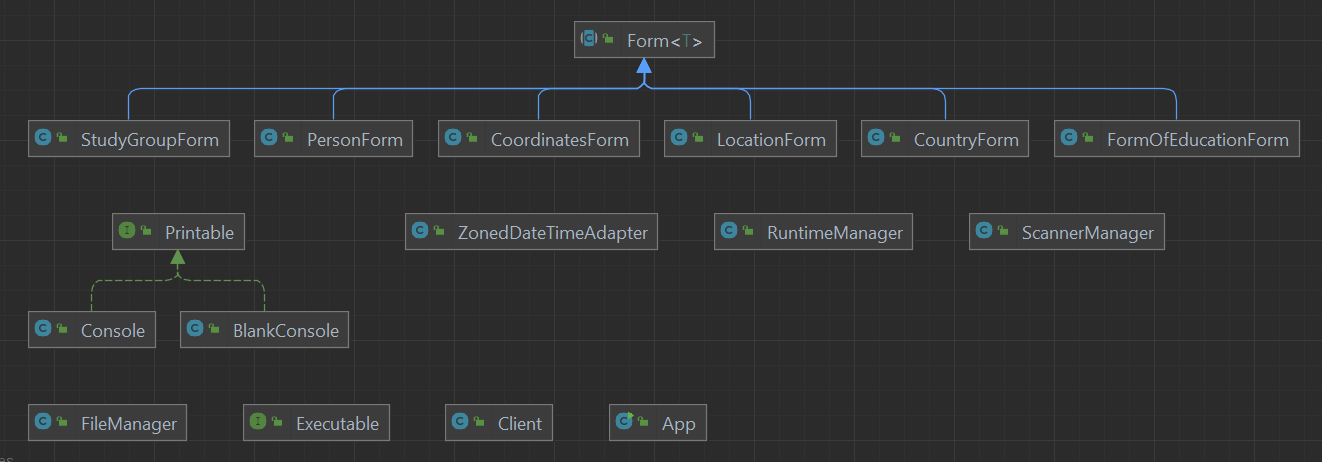 Form<T>
StudyGroupForm
PersonForm
CoordinatesForm
LocationForm
CountryForm
FormOfEducationForm
Printable
ZonedDateTimeAdapter
RuntimeManager
ScannerManager
Console
BlankConsole
FileManager
Executable
Client
App